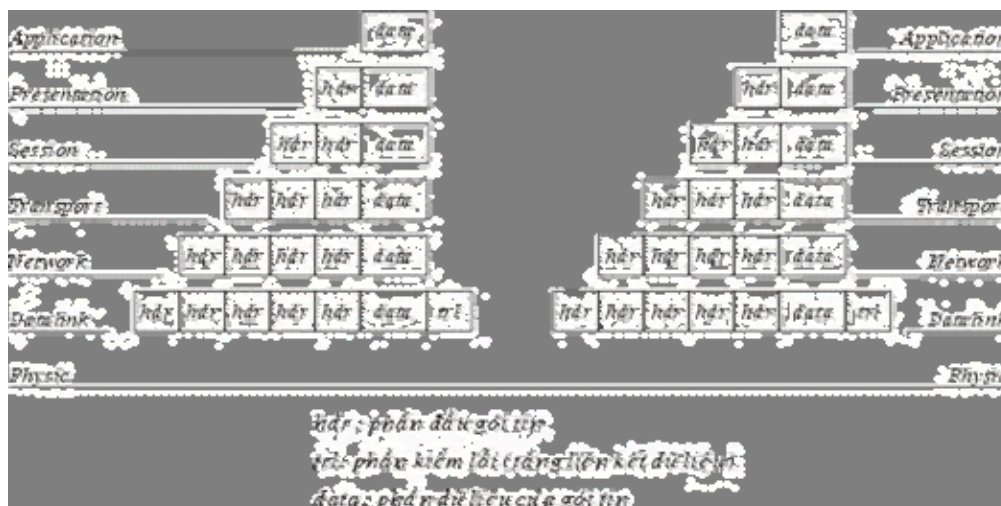 data data
Application Application
hdr data hdr data
Presentation Presentation
hdr hdr data hdr hdr data
Session Session
hdr hdr hdr data hdr hdr hdr data
Transport Transport
hdr hdr hdr hdr data hdr hdr hdr hdr data
Network Network
hdr hdr hdr hdr hdr data trl hdr hdr hdr hdr hdr data trl
Datalink Datalink
Physic Physic
hdr : phần đầu gói tin
trl: phần kiểm lỗi tầng liên kết dữ liệu
data : phần dữ liệu của gói tin